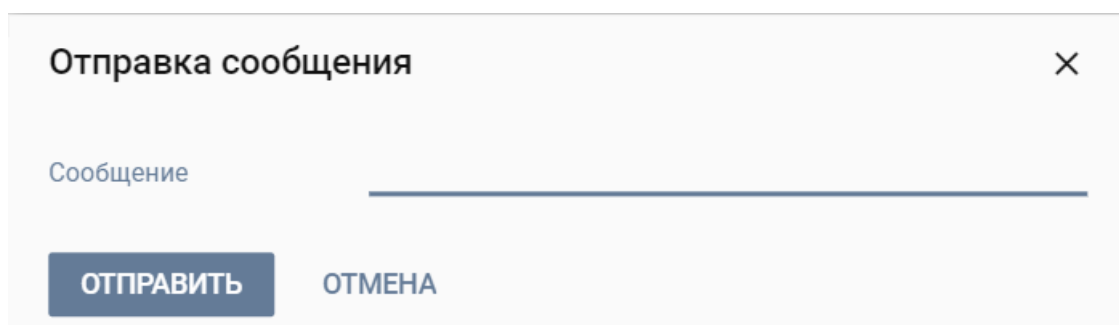 Отправка сообщения
Сообщение
ОТПРАВИТЬ ОТМЕНА